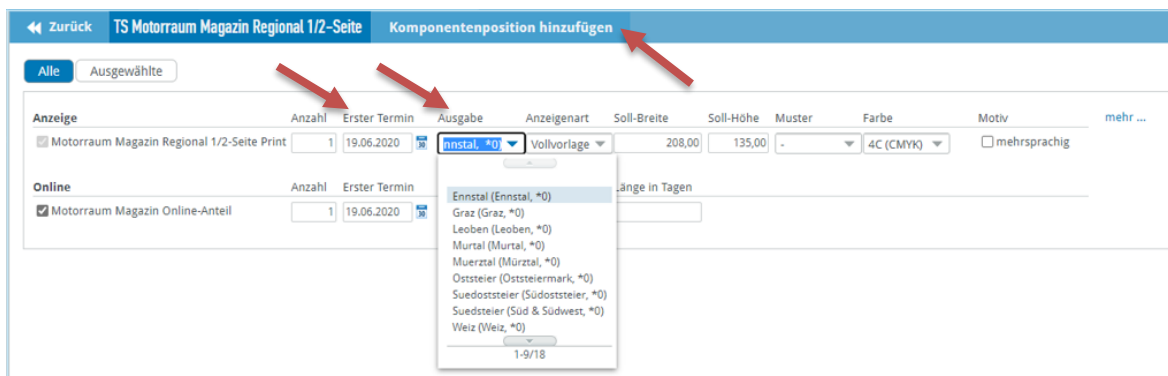 Zurück TS Motorraum Magazin Regional 1/2-Seite Komponentenposition hinzufügen
Alle Ausgewählte
Anzeige Anzahl Erster Termin Ausgabe Anzeigenart Soll-Breite Soll-Höhe Muster Farbe Motiv mehr ...
Motorraum Magazin Regional 1/2-Seite Print 1 19.06.2020 30 nnstal, *0) Vollvorlage 208,00 135,00 - 4C (CMYK) mehrsprachig
Online Anzahl Erster Termin Länge in Tagen
Motorraum Magazin Online-Anteil 1 19.06.2020 30
Ennstal (Ennstal, *0)
Graz (Graz, *0)
Leoben (Leoben, *0)
Murtal (Murtal, *0)
Muerztal (Mürztal, *0)
Oststeier (Oststeiermark, *0)
Suedoststeier (Südoststeier, *0)
Suedsteier (Süd & Südwest, *0)
Weiz (Weiz, *0)
1-9/18